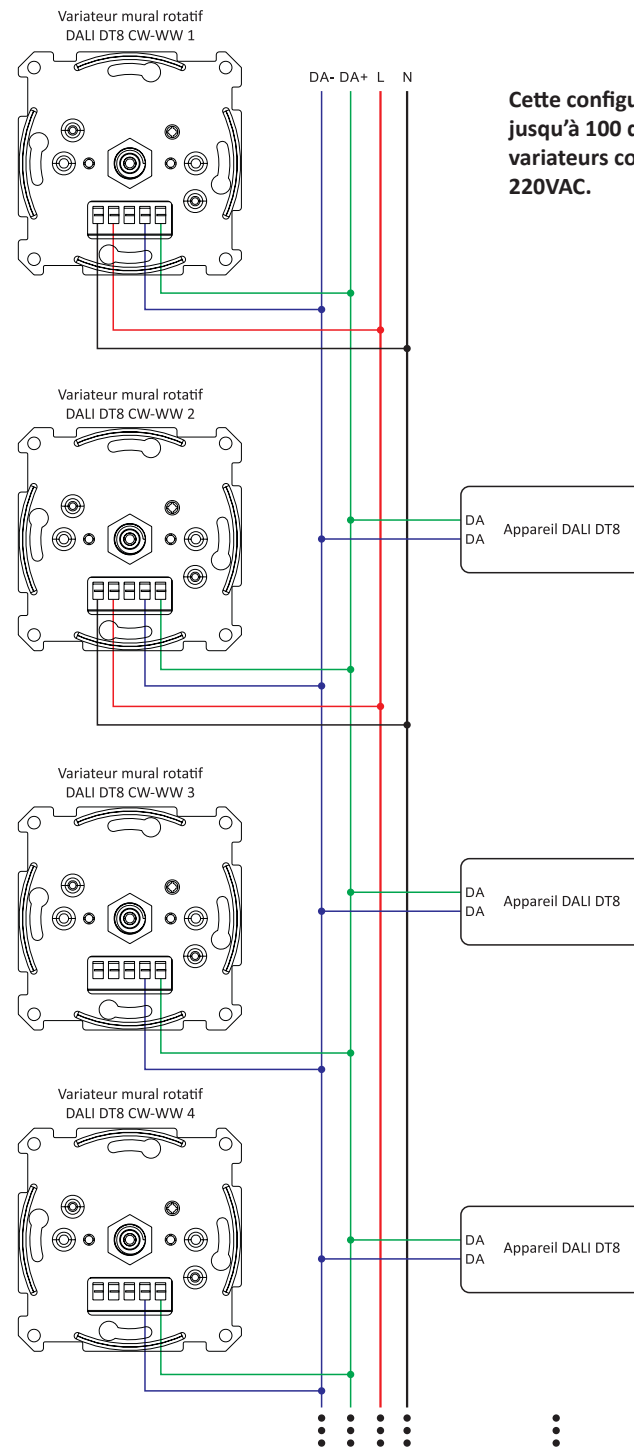 Variateur mural rotatif
DALI DT8 CW-WW 1
DA- DA+ L N
Cette
jusqu'à 100
variateurs
220VAC.
Variateur mural rotatif
DALI DT8 CW-WW 2
DA
DA
Appareil DALI DT8
Variateur mural rotatif
DALI DT8 CW-WW 3
DA
DA
Appareil DALI DT8
Variateur mural rotatif
DALI DT8 CW-WW 4
DA
DA
Appareil DALI DT8